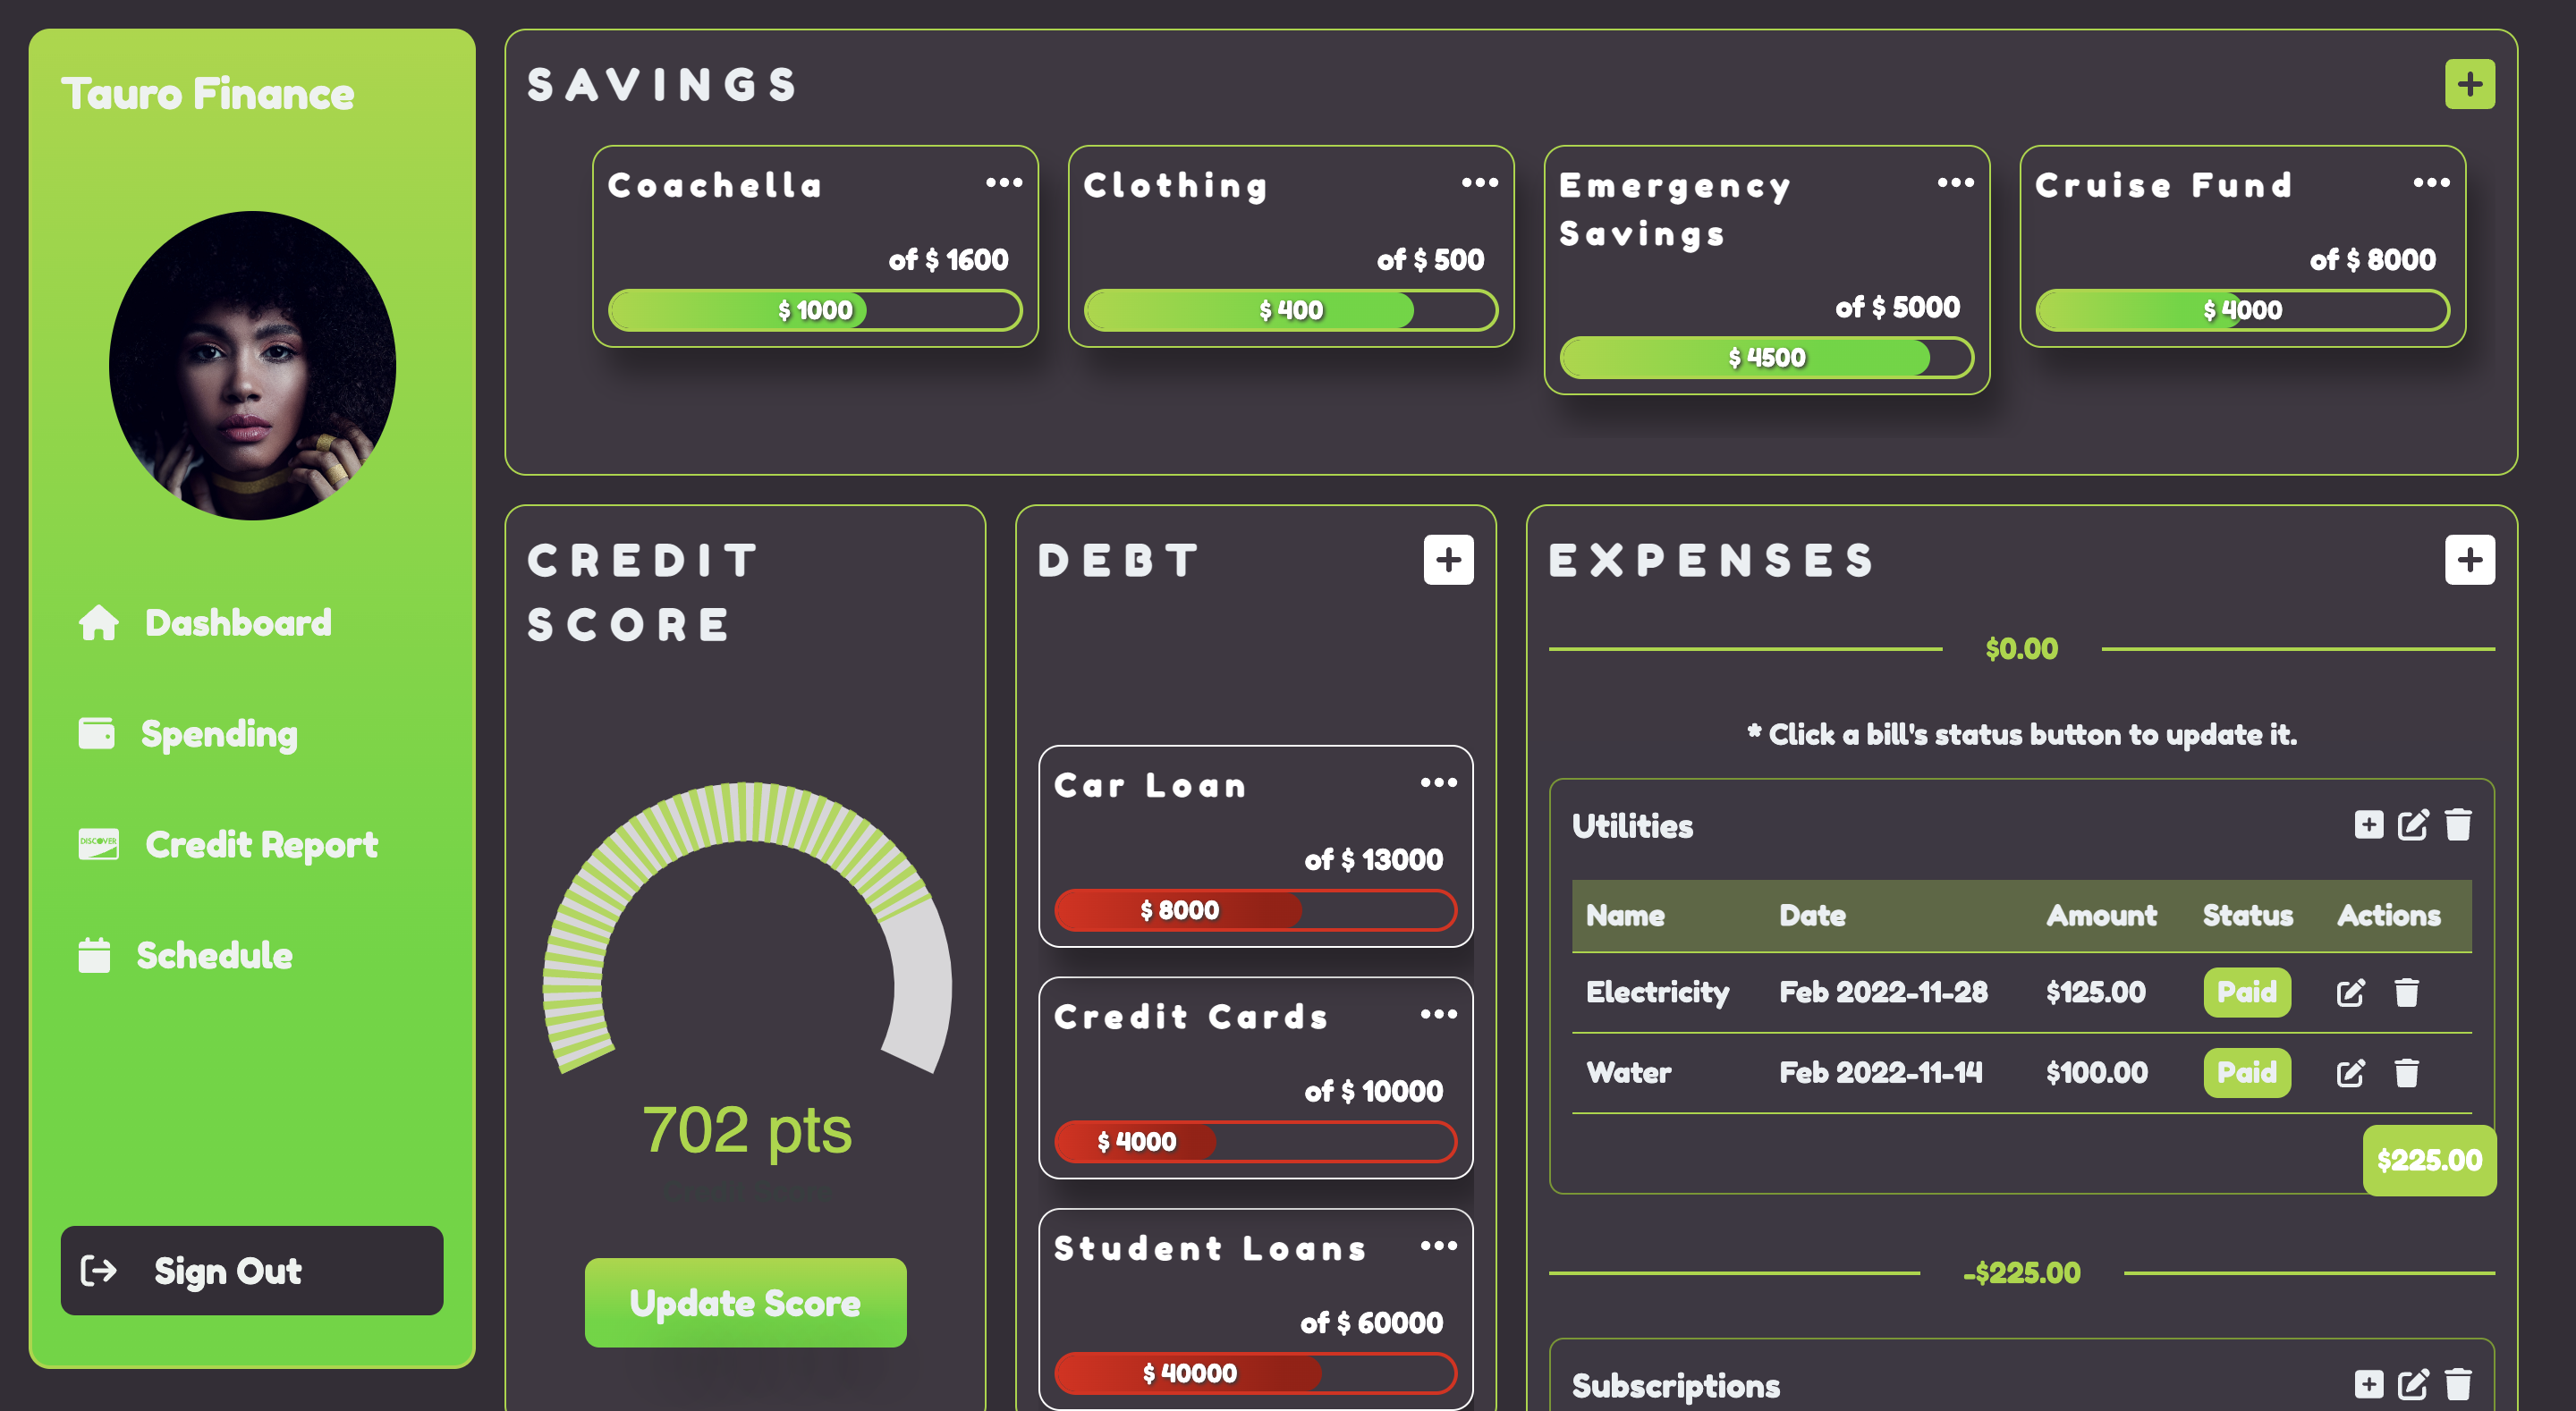 Tauro Finance
Dashboard
Spending
DISCOVER
Credit Report
Schedule
Sign Out
SAVINGS
Coachella
of $ 1600
$ 1000
Clothing
of $ 500
$ 400
Emergency
Savings
of $ 5000
$ 4500
Cruise Fund
of $ 8000
$ 4000
CREDIT
SCORE
702 pts
Update Score
DEBT
Car Loan
of $ 13000
$ 8000
Credit Cards
of $ 10000
$ 4000
Student Loans
of $ 60000
$ 40000
EXPENSES
$0.00
* Click a bill's status button to update it.
Utilities
Name Date Amount Status Actions
Electricity Feb 2022-11-28 $125.00 Paid
Water Feb 2022-11-14 $100.00 Paid
$225.00
-$225.00
Subscriptions